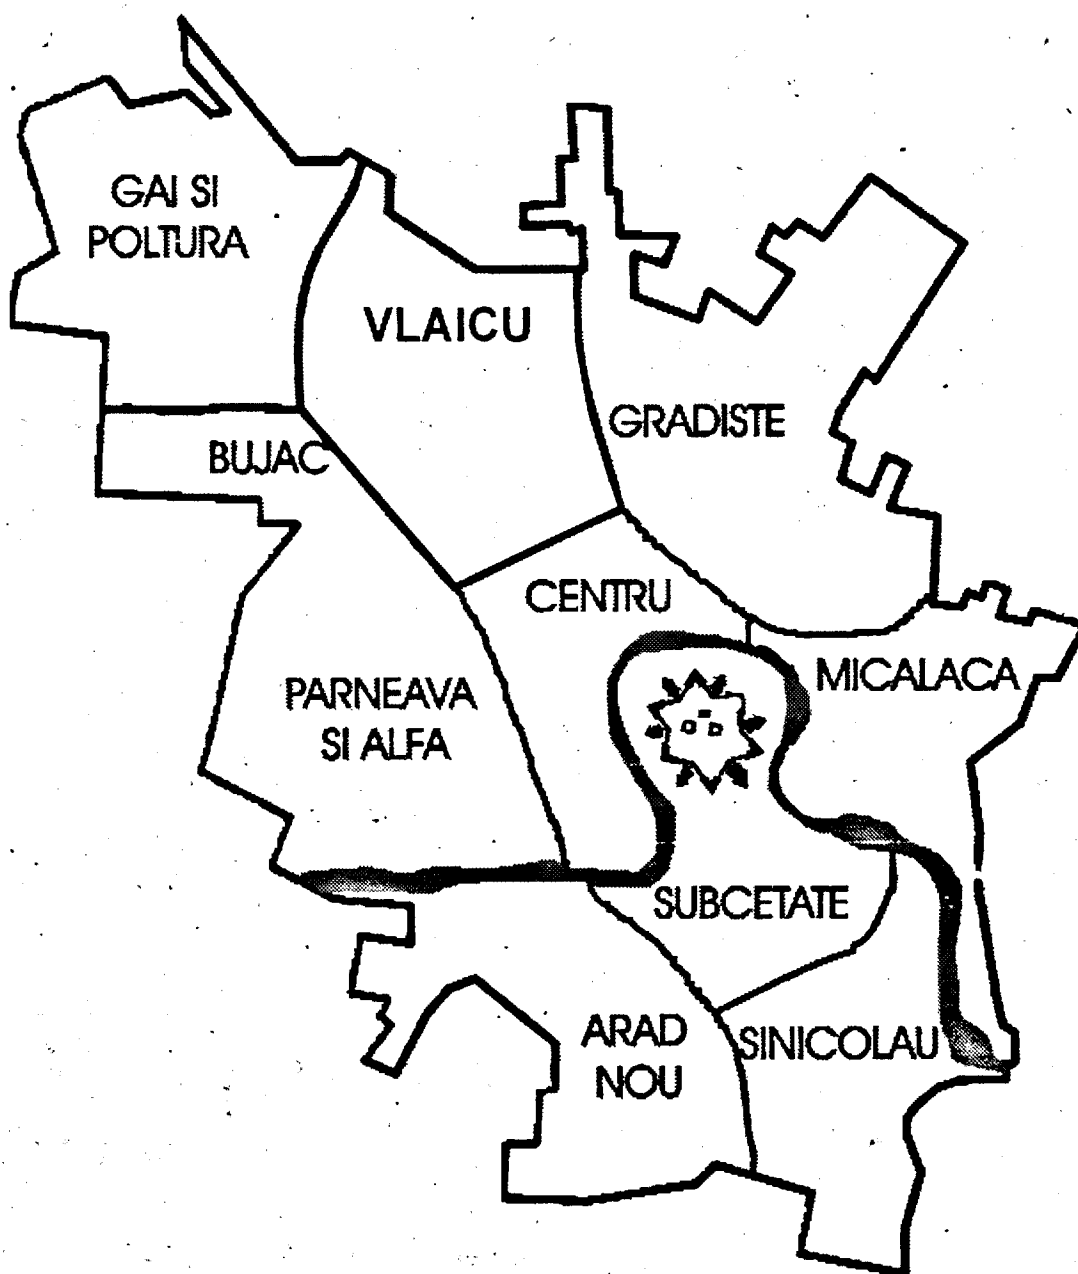 GAI SI
POLTURA
VLAICU
GRADISTE
BUJAC
CENTRU
MICALACA
PARNEAVA
SI ALFA
SUBCETATE
ARAD
NOU
SINICOLAU